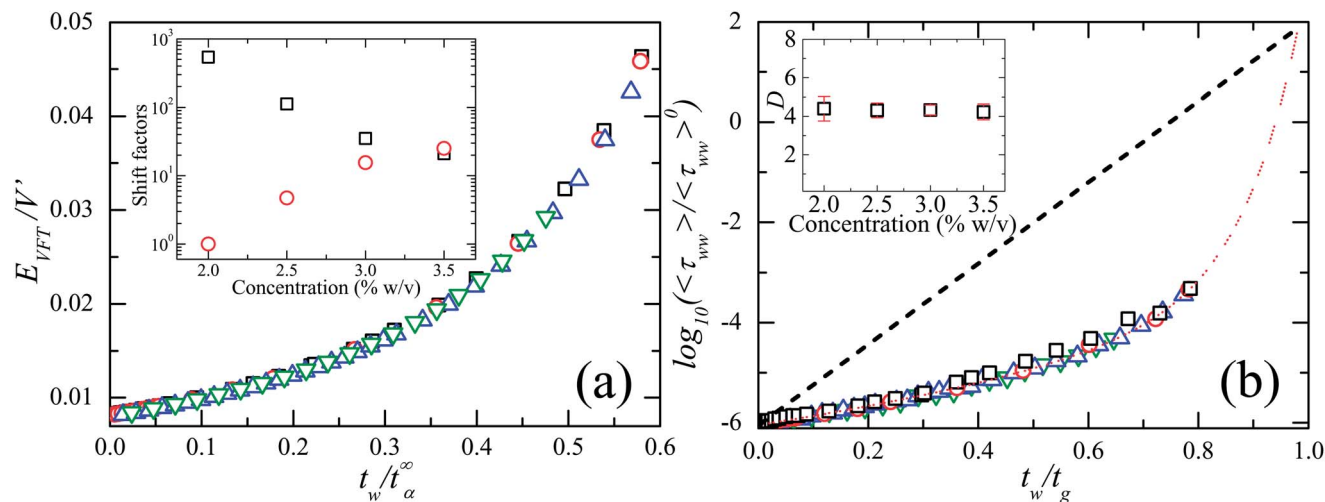 0.05
0.04
0.03
0.02
0.01
E_VFT/V'
0.0 0.1 0.2 0.3 0.4 0.5 0.6
t_w/t_α^∞
(a)
10^3
10^2
10^1
10^0
Shift factors
2.0 2.5 3.0 3.5
Concentration (% w/v)
2
0
-2
-4
-6
log_10(<τ_ww>/<τ_ww>^0)
0.0 0.2 0.4 0.6 0.8 1.0
t_w/t_g
(b)
8
6
4
2
D
2.0 2.5 3.0 3.5
Concentration (% w/v)